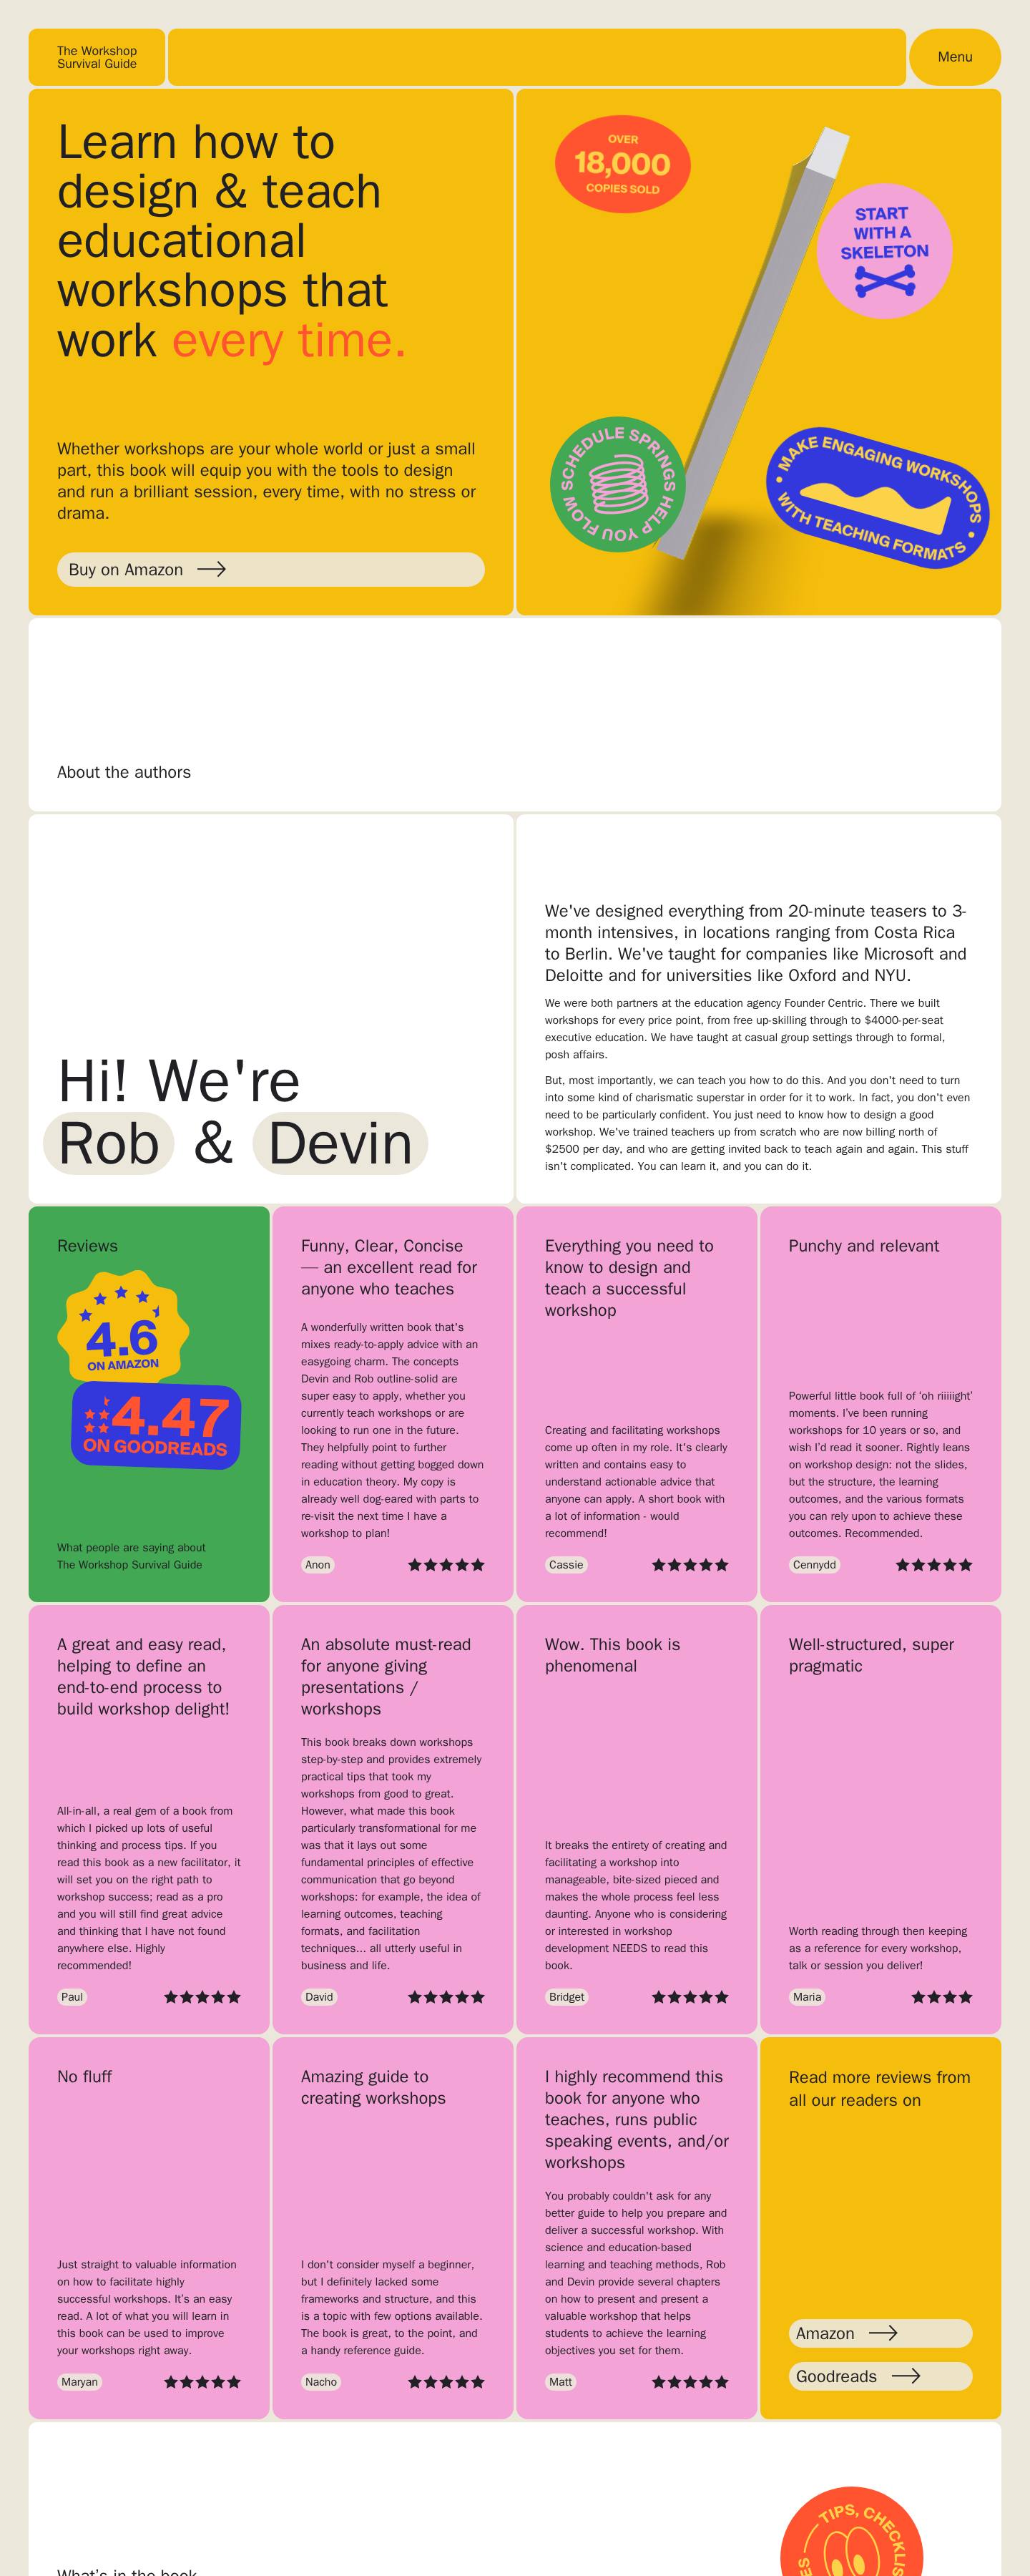 The Workshop
Survival Guide
Menu
Learn how to
design & teach
educational
workshops that
work every time.
Whether workshops are your whole world or just a small
part, this book will equip you with the tools to design
and run a brilliant session, every time, with no stress or
drama.
Buy on Amazon
OVER
18,000
COPIES SOLD
START
WITH A
SKELETON
SCHEDULE SPRINGS HELP YOU FLOW
• MAKE ENGAGING WORKSHOPS •
WITH TEACHING FORMATS
About the authors
Hi! We're
Rob & Devin
We've designed everything from 20-minute teasers to 3-
month intensives, in locations ranging from Costa Rica
to Berlin. We've taught for companies like Microsoft and
Deloitte and for universities like Oxford and NYU.
We were both partners at the education agency Founder Centric. There we built
workshops for every price point, from free up-skilling through to $4000-per-seat
executive education. We have taught at casual group settings through to formal,
posh affairs.
But, most importantly, we can teach you how to do this. And you don't need to turn
into some kind of charismatic superstar in order for it to work. In fact, you don't even
need to be particularly confident. You just need to know how to design a good
workshop. We've trained teachers up from scratch who are now billing north of
$2500 per day, and who are getting invited back to teach again and again. This stuff
isn't complicated. You can learn it, and you can do it.
Reviews
4.6
ON AMAZON
4.47
ON GOODREADS
What people are saying about
The Workshop Survival Guide
Funny, Clear, Concise
— an excellent read for
anyone who teaches
A wonderfully written book that's
mixes ready-to-apply advice with an
easygoing charm. The concepts
Devin and Rob outline-solid are
super easy to apply, whether you
currently teach workshops or are
looking to run one in the future.
They helpfully point to further
reading without getting bogged down
in education theory. My copy is
already well dog-eared with parts to
re-visit the next time I have a
workshop to plan!
Anon
Everything you need to
know to design and
teach a successful
workshop
Creating and facilitating workshops
come up often in my role. It's clearly
written and contains easy to
understand actionable advice that
anyone can apply. A short book with
a lot of information - would
recommend!
Cassie
Punchy and relevant
Powerful little book full of ‘oh riiiiight’
moments. I’ve been running
workshops for 10 years or so, and
wish I’d read it sooner. Rightly leans
on workshop design: not the slides,
but the structure, the learning
outcomes, and the various formats
you can rely upon to achieve these
outcomes. Recommended.
Cennydd
A great and easy read,
helping to define an
end-to-end process to
build workshop delight!
All-in-all, a real gem of a book from
which I picked up lots of useful
thinking and process tips. If you
read this book as a new facilitator, it
will set you on the right path to
workshop success; read as a pro
and you will still find great advice
and thinking that I have not found
anywhere else. Highly
recommended!
Paul
An absolute must-read
for anyone giving
presentations /
workshops
This book breaks down workshops
step-by-step and provides extremely
practical tips that took my
workshops from good to great.
However, what made this book
particularly transformational for me
was that it lays out some
fundamental principles of effective
communication that go beyond
workshops: for example, the idea of
learning outcomes, teaching
formats, and facilitation
techniques... all utterly useful in
business and life.
David
Wow. This book is
phenomenal
It breaks the entirety of creating and
facilitating a workshop into
manageable, bite-sized pieced and
makes the whole process feel less
daunting. Anyone who is considering
or interested in workshop
development NEEDS to read this
book.
Bridget
Well-structured, super
pragmatic
Worth reading through then keeping
as a reference for every workshop,
talk or session you deliver!
Maria
No fluff
Just straight to valuable information
on how to facilitate highly
successful workshops. It’s an easy
read. A lot of what you will learn in
this book can be used to improve
your workshops right away.
Maryan
Amazing guide to
creating workshops
I don't consider myself a beginner,
but I definitely lacked some
frameworks and structure, and this
is a topic with few options available.
The book is great, to the point, and
a handy reference guide.
Nacho
I highly recommend this
book for anyone who
teaches, runs public
speaking events, and/or
workshops
You probably couldn't ask for any
better guide to help you prepare and
deliver a successful workshop. With
science and education-based
learning and teaching methods, Rob
and Devin provide several chapters
on how to present and present a
valuable workshop that helps
students to achieve the learning
objectives you set for them.
Matt
Read more reviews from
all our readers on
Amazon
Goodreads
What’s in the book
TIPS,